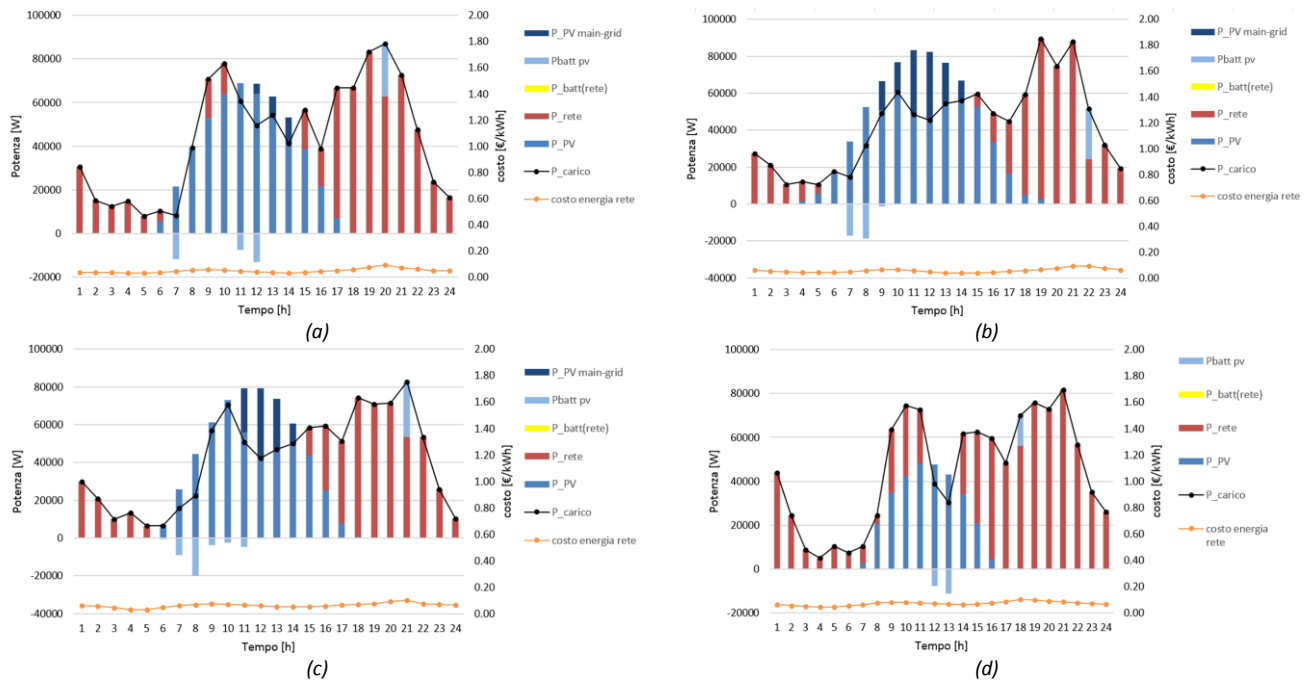 100000
80000
60000
40000
20000
0
-20000
Potenza [W]
2.00
1.80
1.60
1.40
1.20
1.00
0.80
0.60
0.40
0.20
0.00
costo [€/kWh]
1 2 3 4 5 6 7 8 9 10 11 12 13 14 15 16 17 18 19 20 21 22 23 24
Tempo [h]
P_PV main-grid
Pbatt pv
P_batt(rete)
P_rete
P_PV
P_carico
costo energia rete
(a)
100000
80000
60000
40000
20000
0
-20000
-40000
Potenza [W]
2.00
1.80
1.60
1.40
1.20
1.00
0.80
0.60
0.40
0.20
0.00
costo [€/kWh]
1 2 3 4 5 6 7 8 9 10 11 12 13 14 15 16 17 18 19 20 21 22 23 24
Tempo [h]
P_PV main-grid
Pbatt pv
P_batt(rete)
P_rete
P_PV
P_carico
costo energia rete
(b)
100000
80000
60000
40000
20000
0
-20000
-40000
Potenza [W]
2.00
1.80
1.60
1.40
1.20
1.00
0.80
0.60
0.40
0.20
0.00
costo [€/kWh]
1 2 3 4 5 6 7 8 9 10 11 12 13 14 15 16 17 18 19 20 21 22 23 24
Tempo [h]
P_PV main-grid
Pbatt pv
P_batt(rete)
P_rete
P_PV
P_carico
costo energia rete
(c)
100000
80000
60000
40000
20000
0
-20000
Potenza [W]
2.00
1.80
1.60
1.40
1.20
1.00
0.80
0.60
0.40
0.20
0.00
costo [€/kWh]
1 2 3 4 5 6 7 8 9 10 11 12 13 14 15 16 17 18 19 20 21 22 23 24
Tempo [h]
Pbatt pv
P_batt(rete)
P_rete
P_PV
P_carico
costo energia
rete
(d)